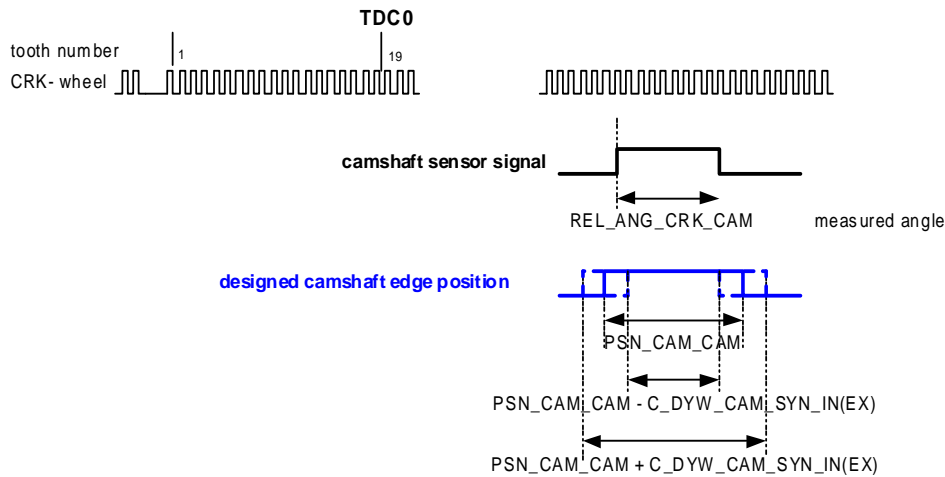 TDC0
tooth number
1
19
CRK- wheel
camshaft sensor signal
REL_ANG_CRK_CAM measured angle
designed camshaft edge position
PSN_CAM_CAM
PSN_CAM_CAM - C_DYW_CAM_SYN_IN(EX)
PSN_CAM_CAM + C_DYW_CAM_SYN_IN(EX)